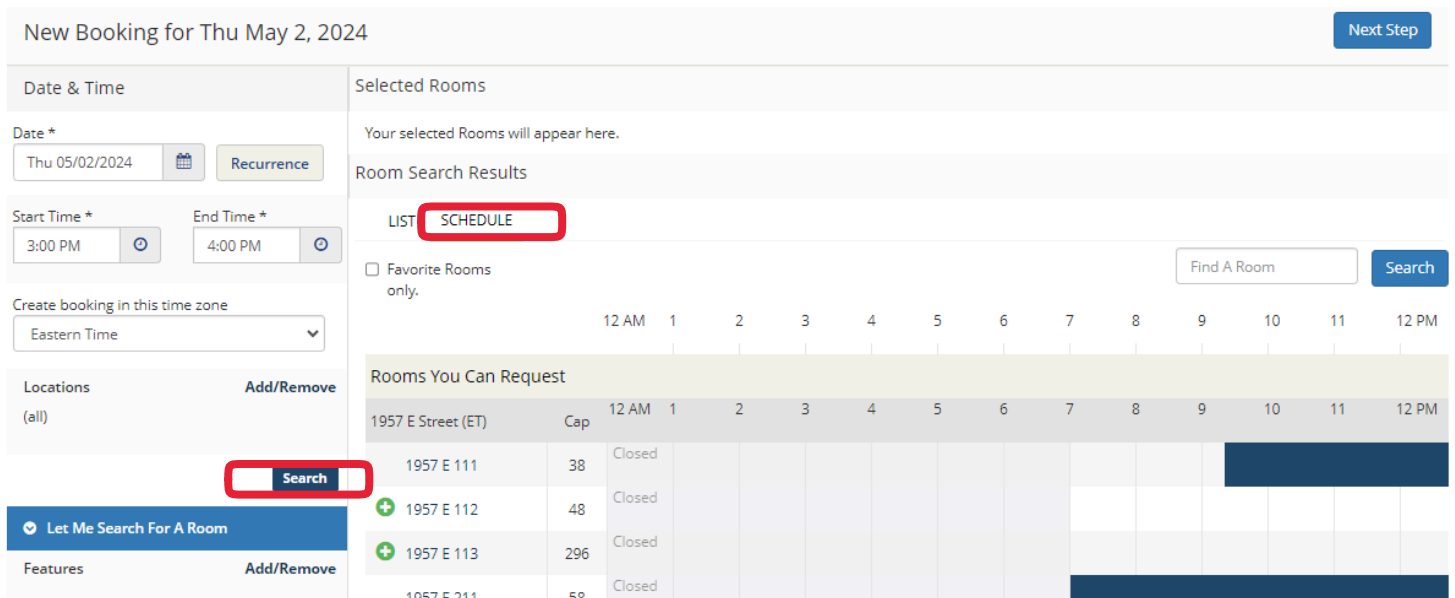 New Booking for Thu May 2, 2024
Next Step
Date & Time
Date *
Thu 05/02/2024
Recurrence
Start Time *
End Time *
3:00 PM
4:00 PM
Create booking in this time zone
Eastern Time
Locations
Add/Remove
(all)
Search
Let Me Search For A Room
Features
Add/Remove
Selected Rooms
Your selected Rooms will appear here.
Room Search Results
LIST
SCHEDULE
Favorite Rooms
only.
Find A Room
Search
12 AM 1 2 3 4 5 6 7 8 9 10 11 12 PM
Rooms You Can Request
1957 E Street (ET) Cap 12 AM 1 2 3 4 5 6 7 8 9 10 11 12 PM
1957 E 111 38 Closed
1957 E 112 48 Closed
1957 E 113 296 Closed
1957 E 211 58 Closed